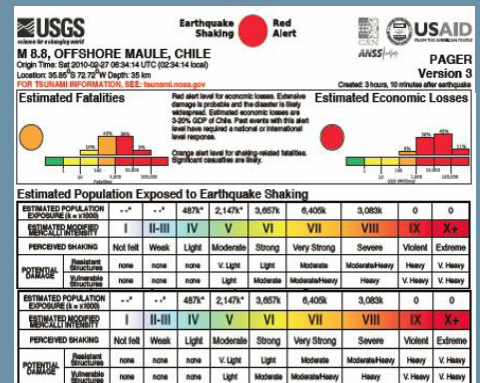 USGS
science for a changing world
Earthquake Shaking Red Alert
USAID
FROM THE AMERICAN PEOPLE
ANSS
M 8.8, OFFSHORE MAULE, CHILE
Origin Time: Sat 2010-02-27 06:34:14 UTC (02:34:14 local)
Location: 35.85°S 72.72°W Depth: 35 km
FOR TSUNAMI INFORMATION, SEE: tsunami.noaa.gov
PAGER
Version 3
Created: 3 hours, 10 minutes after earthquake
Estimated Fatalities
Red alert level for economic losses. Extensive
damage is probable and the disaster is likely
widespread. Estimated economic losses are
3-20% GDP of Chile. Past events with this alert
level have required a national or international
level response.
Orange alert level for shaking-related fatalities.
Significant casualties are likely.
Estimated Economic Losses
Estimated Population Exposed to Earthquake Shaking
ESTIMATED POPULATION EXPOSURE (k = x1000) --* --* 487k* 2,147k* 3,657k 6,405k 3,083k 0 0
ESTIMATED MODIFIED MERCALLI INTENSITY I II-III IV V VI VII VIII IX X+
PERCEIVED SHAKING Not felt Weak Light Moderate Strong Very Strong Severe Violent Extreme
POTENTIAL DAMAGE
Resistant Structures none none none V. Light Light Moderate Moderate/Heavy Heavy V. Heavy
Vulnerable Structures none none none Light Moderate Moderate/Heavy Heavy V. Heavy V. Heavy
ESTIMATED POPULATION EXPOSURE (k = x1000) --* --* 487k* 2,147k* 3,657k 6,405k 3,083k 0 0
ESTIMATED MODIFIED MERCALLI INTENSITY I II-III IV V VI VII VIII IX X+
PERCEIVED SHAKING Not felt Weak Light Moderate Strong Very Strong Severe Violent Extreme
POTENTIAL DAMAGE
Resistant Structures none none none V. Light Light Moderate Moderate/Heavy Heavy V. Heavy
Vulnerable Structures none none none Light Moderate Moderate/Heavy Heavy V. Heavy V. Heavy